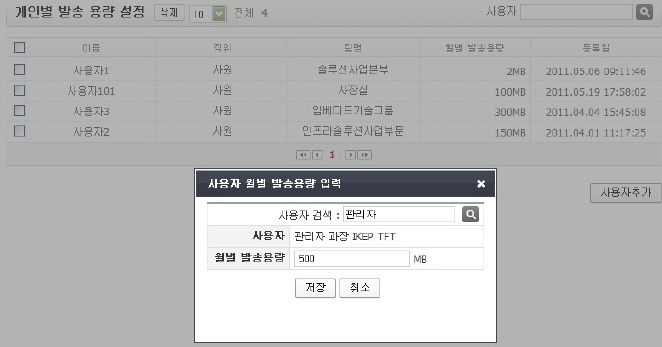 개인별 발송 용량 설정 삭제 10 전체 4 사용자
이름 직위 팀명 월별 발송용량 등록일
사용자1 사원 솔루션사업본부 2MB 2011.05.06 09:11:46
사용자101 사원 사장실 100MB 2011.05.19 17:58:02
사용자3 사원 임베디드기술그룹 300MB 2011.04.04 15:45:08
사용자2 사원 인프라솔루션사업부문 150MB 2011.04.01 11:17:25
1
사용자추가
사용자 월별 발송용량 입력
사용자 검색 : 관리자
사용자 관리자 과장 IKEP TFT
월별 발송용량 500 MB
저장 취소